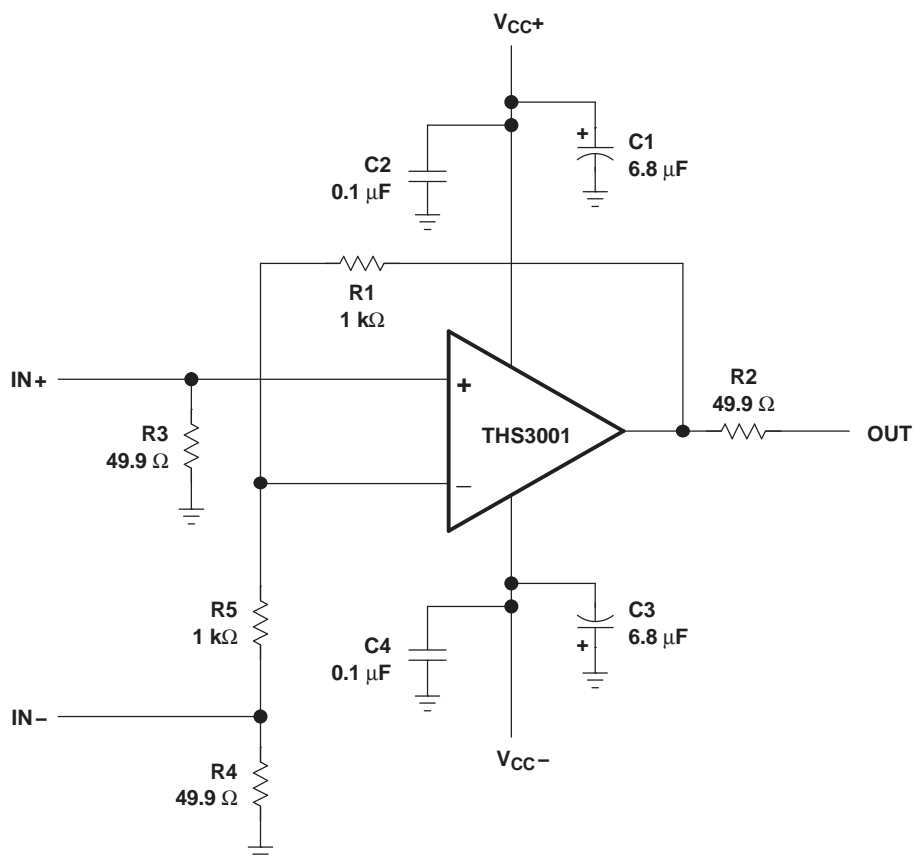 VCC+
C1
6.8 μF
+
C2
0.1 μF
R1
1 kΩ
IN+
+
R2
49.9 Ω
THS3001
OUT
R3
49.9 Ω
−
R5
1 kΩ
C3
6.8 μF
+
C4
0.1 μF
IN−
VCC−
R4
49.9 Ω